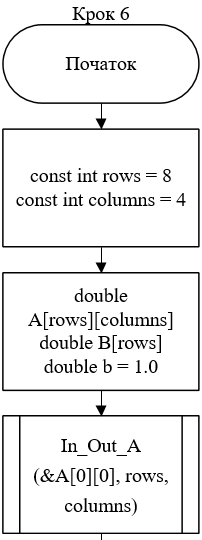 Крок 6
Початок
const int rows = 8
const int columns = 4
double
A[rows][columns]
double B[rows]
double b = 1.0
In_Out_A
(&A[0][0], rows,
columns)